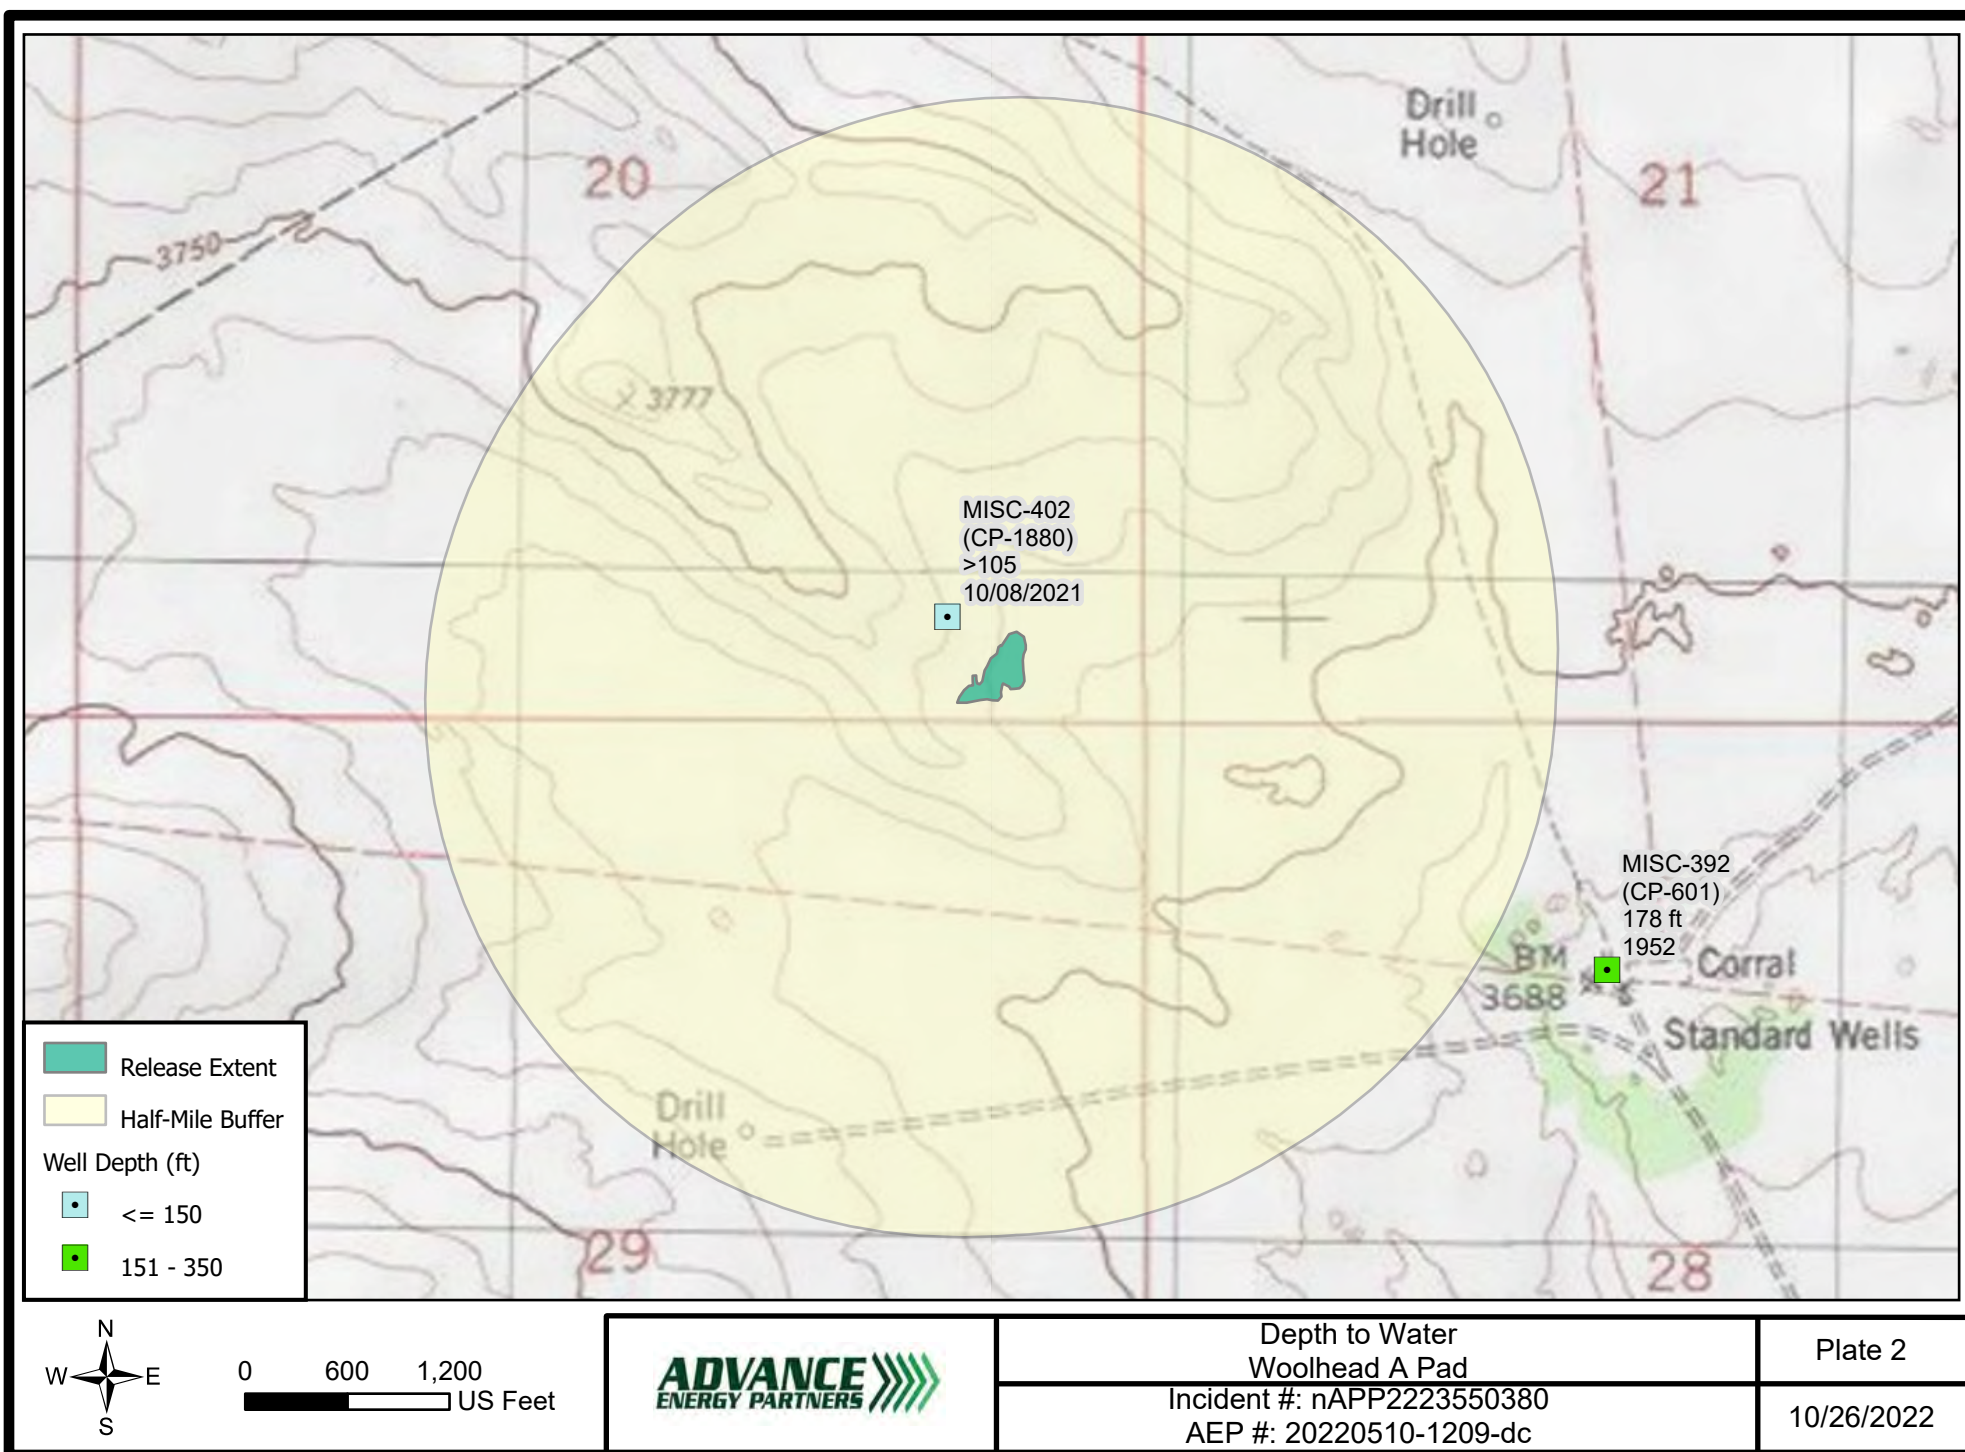 Drill
Hole
20
21
3750
3777
MISC-402
(CP-1880)
>105
10/08/2021
MISC-392
(CP-601)
178 ft
1952
BM
3688
Corral
Standard Wells
Drill
Hole
29
28
Release Extent
Half-Mile Buffer
Well Depth (ft)
<= 150
151 - 350
N
W E
S
0 600 1,200
US Feet
ADVANCE
ENERGY PARTNERS
Depth to Water
Woolhead A Pad
Incident #: nAPP2223550380
AEP #: 20220510-1209-dc
Plate 2
10/26/2022